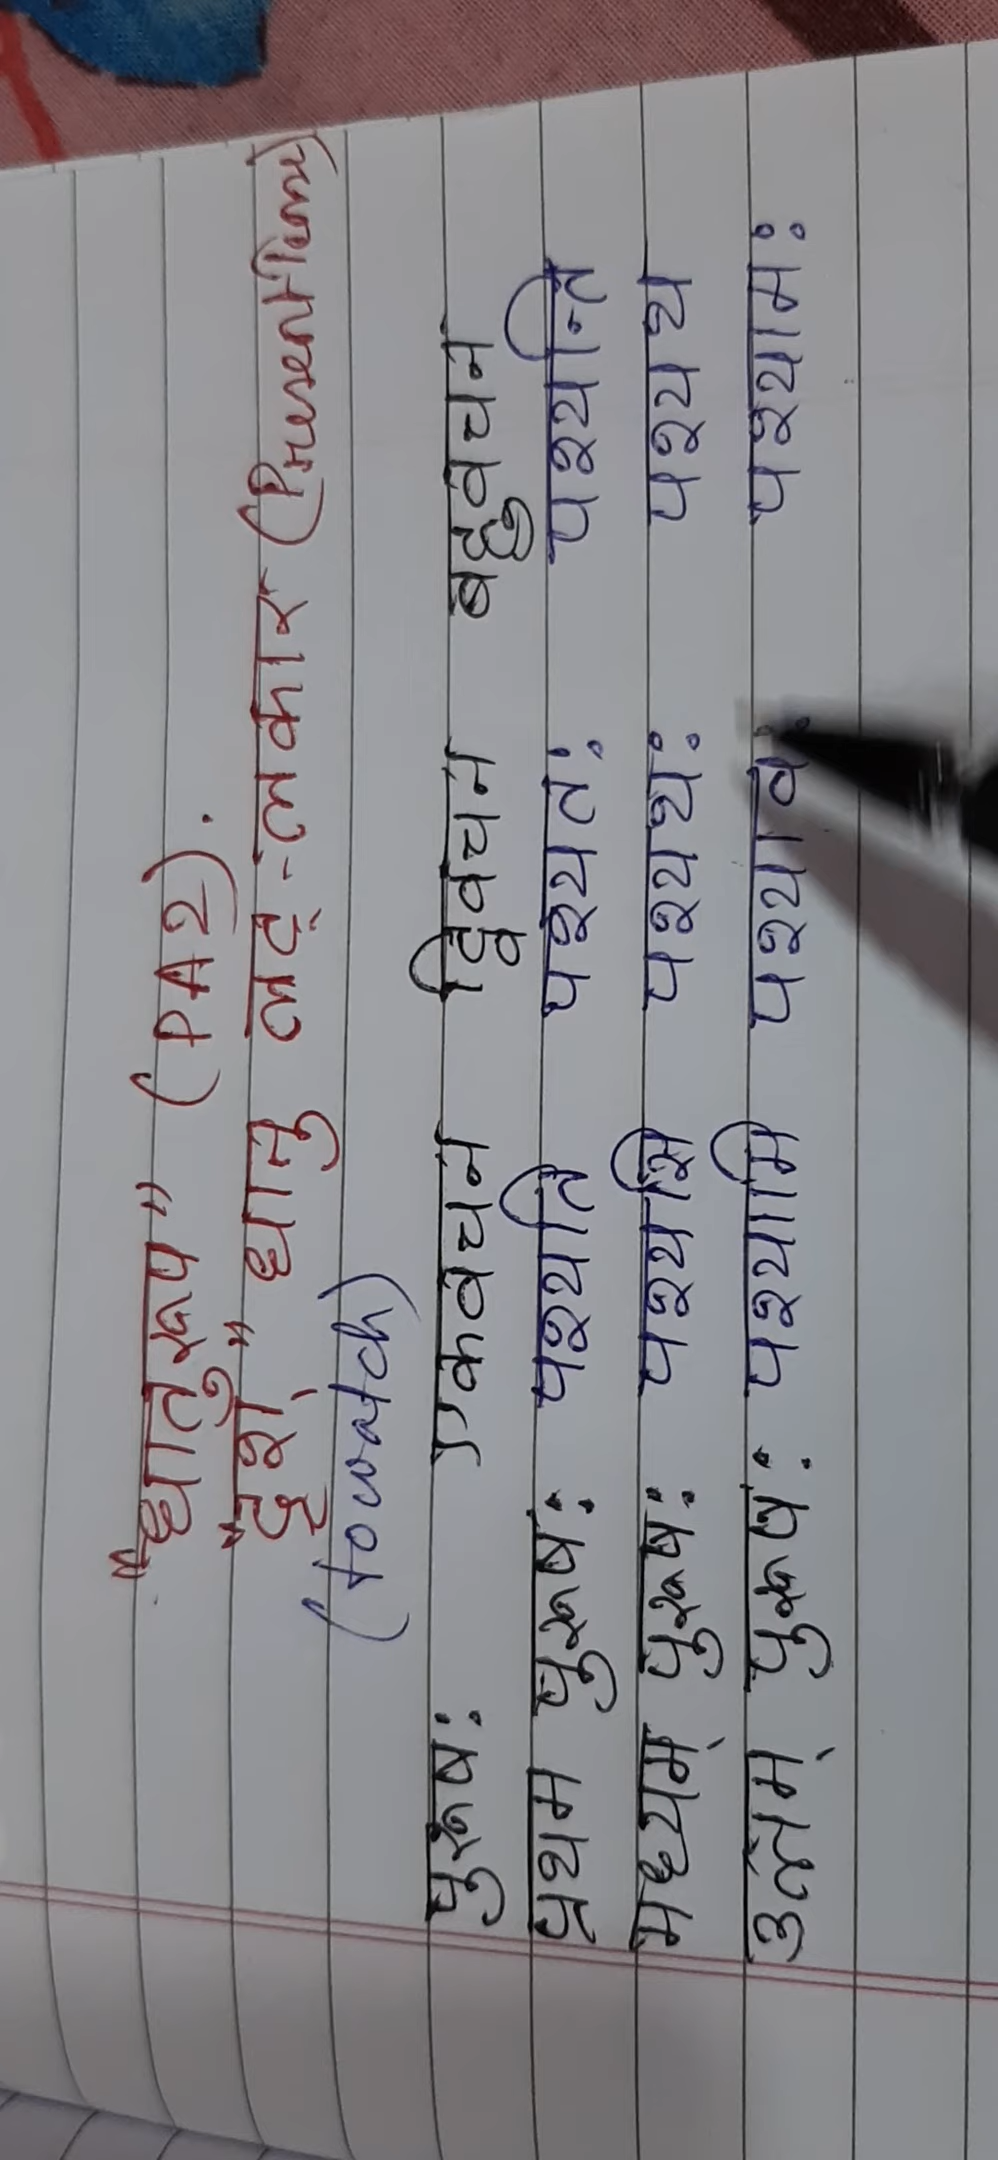 "धातुरूप" (PA2).
"दृश्" धातु लट्-लकार (Present Time)
(to watch)
पुरुषः एकवचन द्विवचन बहुवचन
प्रथम पुरुषः पश्यति पश्यतः पश्यन्ति
मध्यम् पुरुषः पश्यसि पश्यथः पश्यथ
उत्तम् पुरुषः पश्यामि पश्यावः पश्यामः